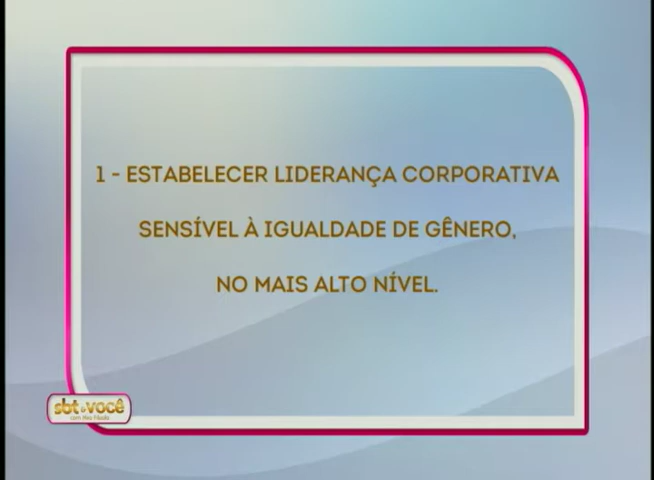 1 - ESTABELECER LIDERANÇA CORPORATIVA
SENSÍVEL À IGUALDADE DE GÊNERO,
NO MAIS ALTO NÍVEL.
sbt e você